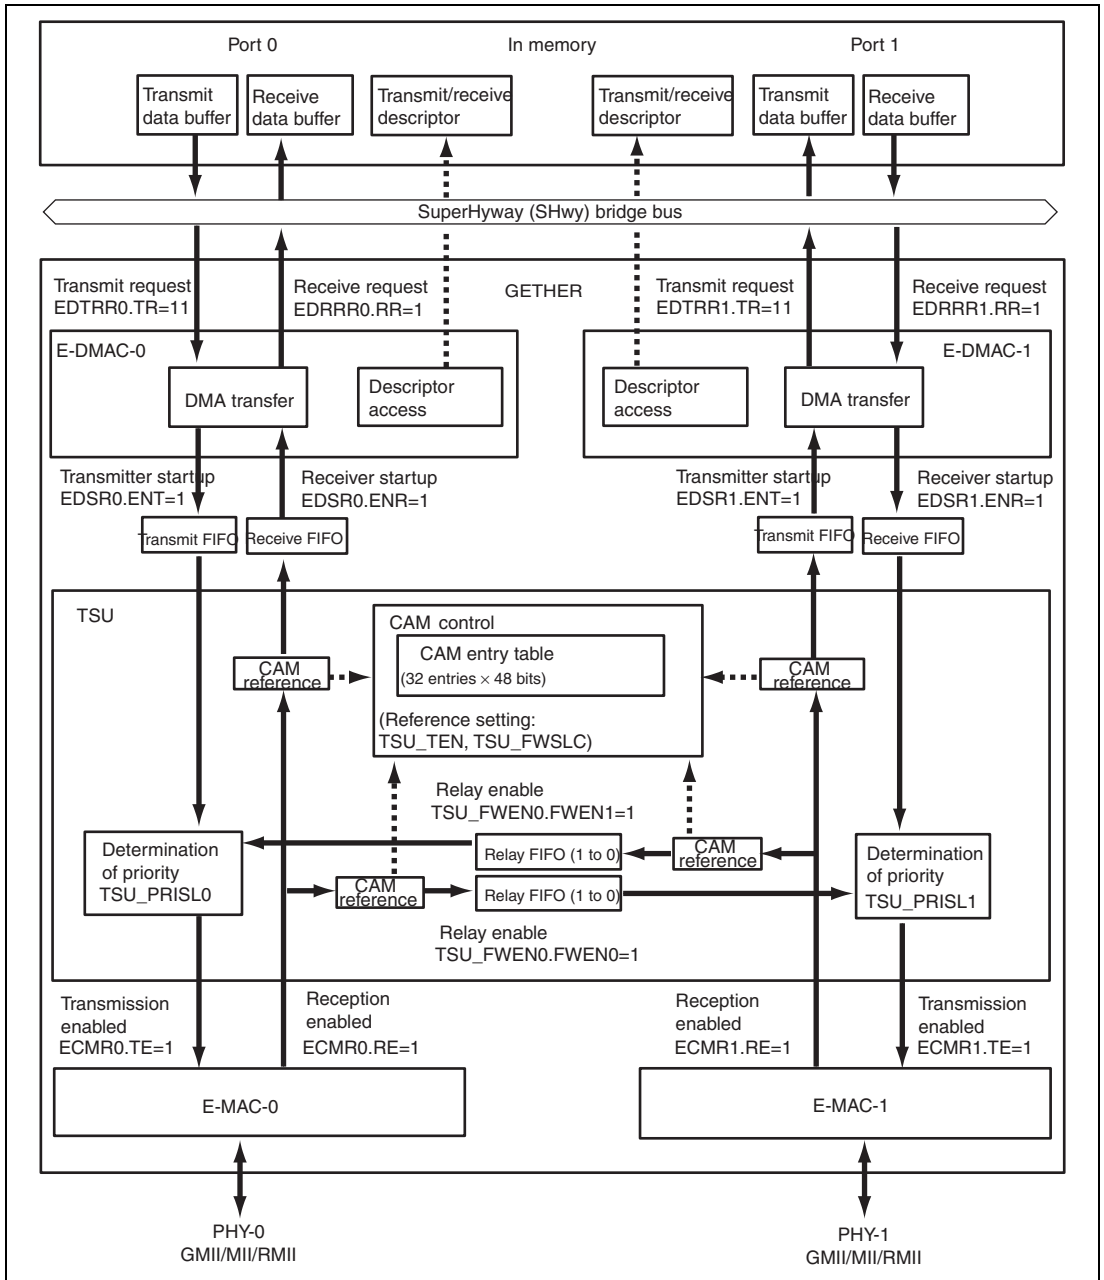 Port 0
In memory
Port 1
Transmit
data buffer
Receive
data buffer
Transmit/receive
descriptor
Transmit/receive
descriptor
Transmit
data buffer
Receive
data buffer
SuperHyway (SHwy) bridge bus
Transmit request
EDTRR0.TR=11
Receive request
EDRRR0.RR=1
GETHER
Transmit request
EDTRR1.TR=11
Receive request
EDRRR1.RR=1
E-DMAC-0
E-DMAC-1
DMA transfer
Descriptor
access
Descriptor
access
DMA transfer
Transmitter startup
EDSR0.ENT=1
Receiver startup
EDSR0.ENR=1
Transmitter startup
EDSR1.ENT=1
Receiver startup
EDSR1.ENR=1
Transmit FIFO
Receive FIFO
Transmit FIFO
Receive FIFO
TSU
CAM control
CAM entry table
(32 entries × 48 bits)
CAM
reference
CAM
reference
(Reference setting:
TSU_TEN, TSU_FWSLC)
Relay enable
TSU_FWEN0.FWEN1=1
Determination
of priority
TSU_PRISL0
Relay FIFO (1 to 0)
CAM
reference
Determination
of priority
TSU_PRISL1
CAM
reference
Relay FIFO (1 to 0)
Relay enable
TSU_FWEN0.FWEN0=1
Transmission
enabled
ECMR0.TE=1
Reception
enabled
ECMR0.RE=1
Reception
enabled
ECMR1.RE=1
Transmission
enabled
ECMR1.TE=1
E-MAC-0
E-MAC-1
PHY-0
GMII/MII/RMII
PHY-1
GMII/MII/RMII